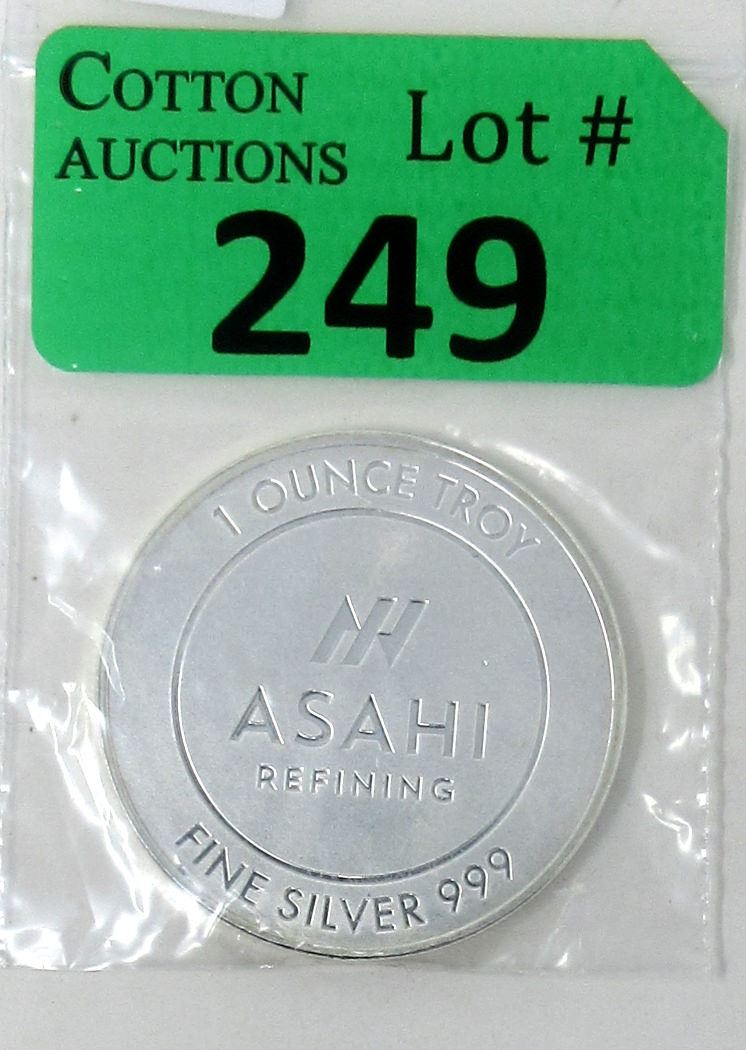 COTTON
AUCTIONS
Lot #
249
1 OUNCE TROY
ASAHI
REFINING
FINE SILVER 999